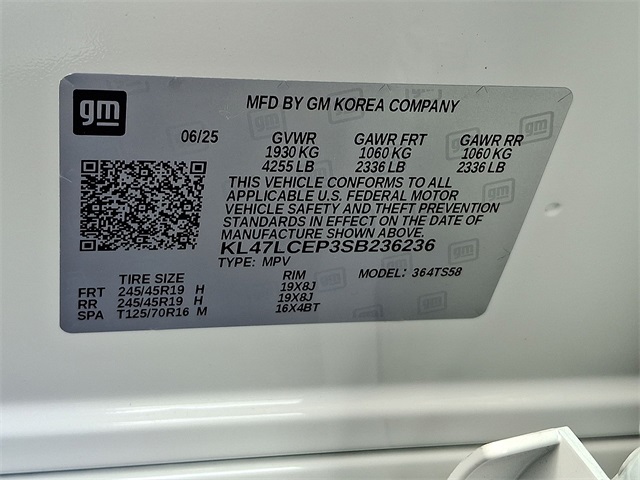 gm
MFD BY GM KOREA COMPANY
06/25 GVWR GAWR FRT GAWR RR
1930 KG 1060 KG 1060 KG
4255 LB 2336 LB 2336 LB
THIS VEHICLE CONFORMS TO ALL
APPLICABLE U.S. FEDERAL MOTOR
VEHICLE SAFETY AND THEFT PREVENTION
STANDARDS IN EFFECT ON THE DATE OF
MANUFACTURE SHOWN ABOVE.
KL47LCEP3SB236236
TYPE: MPV MODEL: 364TS58
TIRE SIZE RIM
FRT 245/45R19 H 19X8J
RR 245/45R19 H 19X8J
SPA T125/70R16 M 16X4BT